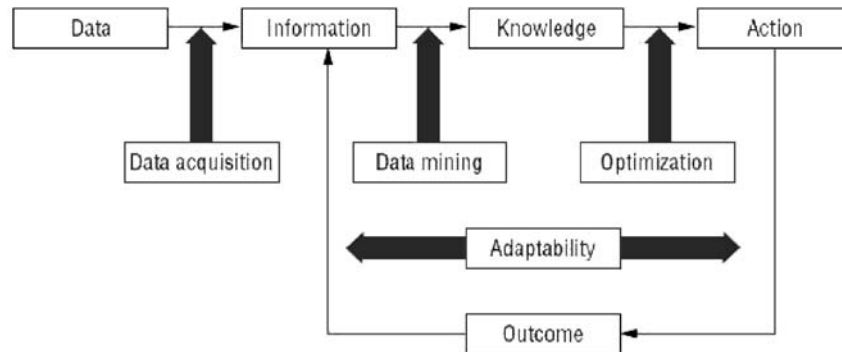 Data
Information
Knowledge
Action
Data acquisition
Data mining
Optimization
Adaptability
Outcome